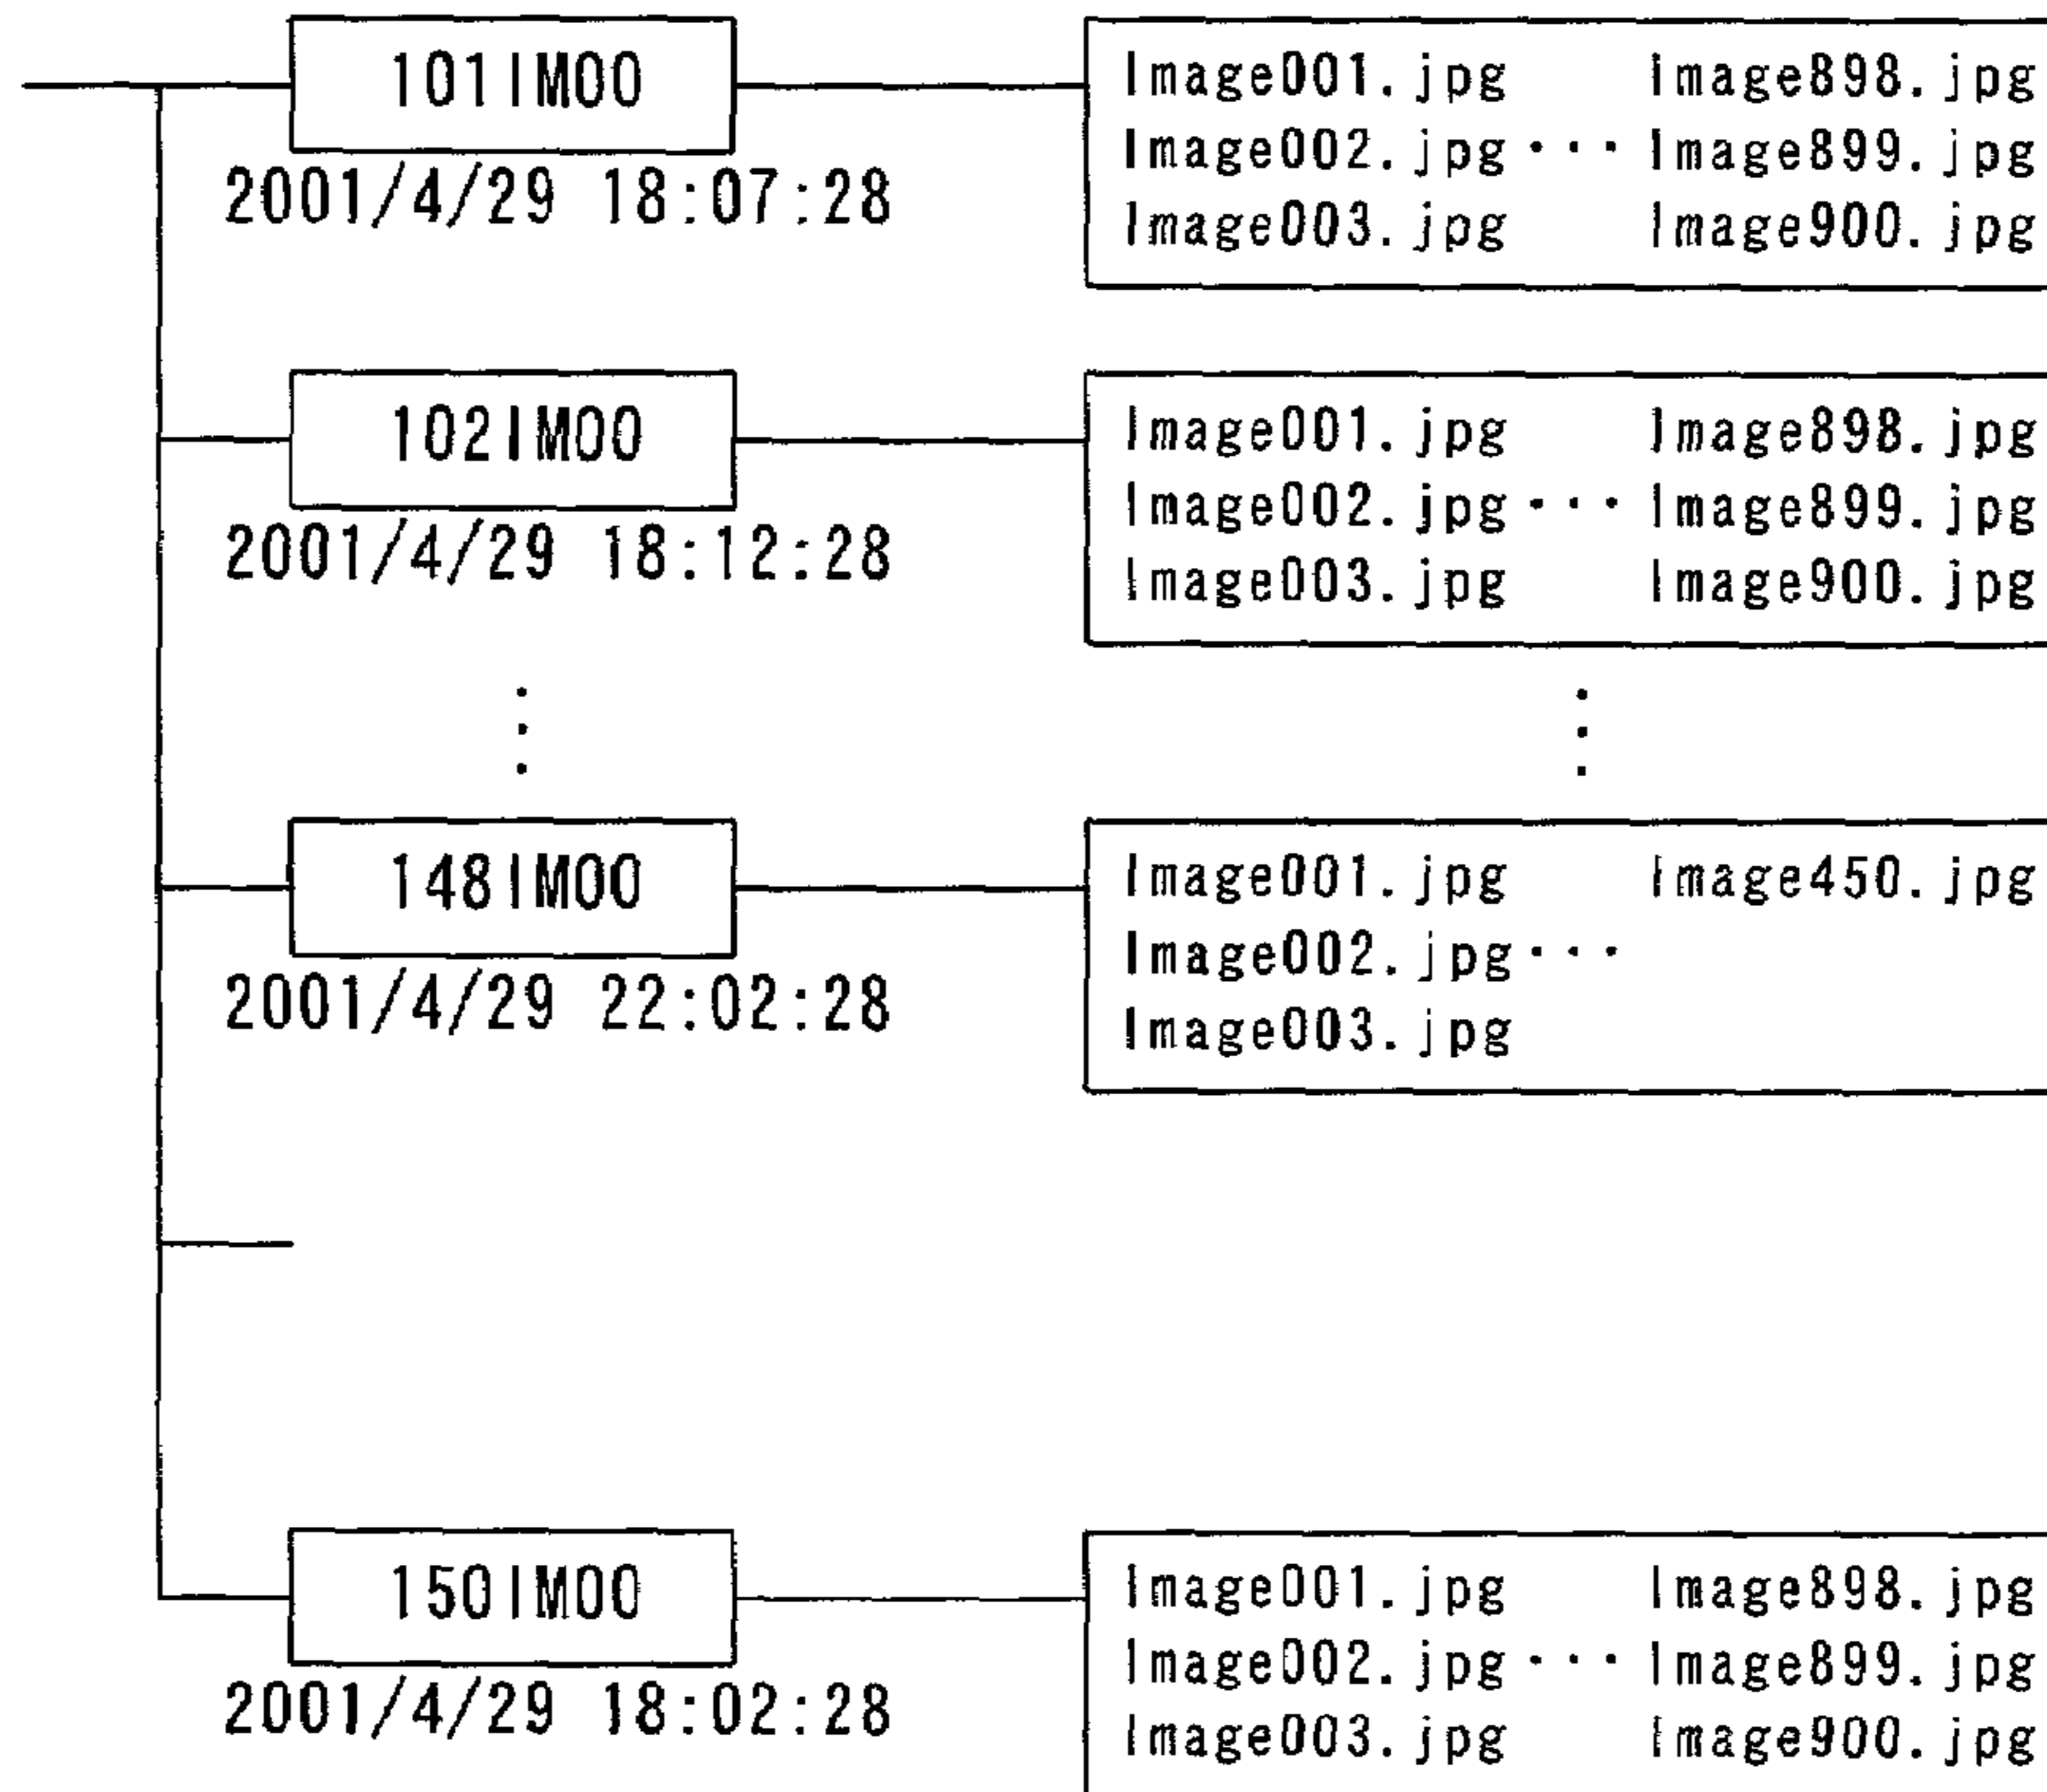 101IM00
2001/4/29 18:07:28
Image001.jpg Image898.jpg
Image002.jpg ··· Image899.jpg
Image003.jpg Image900.jpg
102IM00
2001/4/29 18:12:28
Image001.jpg Image898.jpg
Image002.jpg ··· Image899.jpg
Image003.jpg Image900.jpg
148IM00
2001/4/29 22:02:28
Image001.jpg Image450.jpg
Image002.jpg ···
Image003.jpg
150IM00
2001/4/29 18:02:28
Image001.jpg Image898.jpg
Image002.jpg ··· Image899.jpg
Image003.jpg Image900.jpg